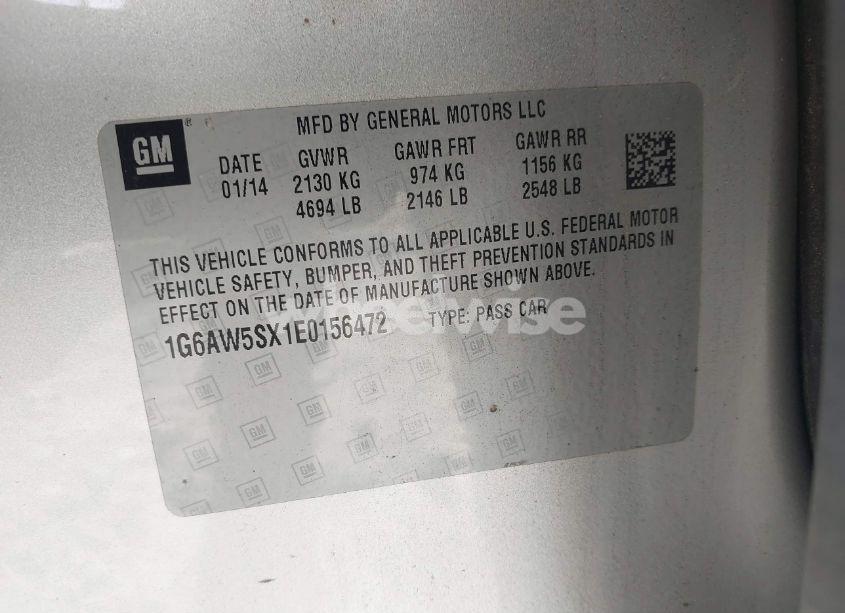 GM
MFD BY GENERAL MOTORS LLC
DATE GVWR GAWR FRT GAWR RR
01/14 2130 KG 974 KG 1156 KG
4694 LB 2146 LB 2548 LB
THIS VEHICLE CONFORMS TO ALL APPLICABLE U.S. FEDERAL MOTOR
VEHICLE SAFETY, BUMPER, AND THEFT PREVENTION STANDARDS IN
EFFECT ON THE DATE OF MANUFACTURE SHOWN ABOVE.
1G6AW5SX1E0156472 TYPE: PASS CAR